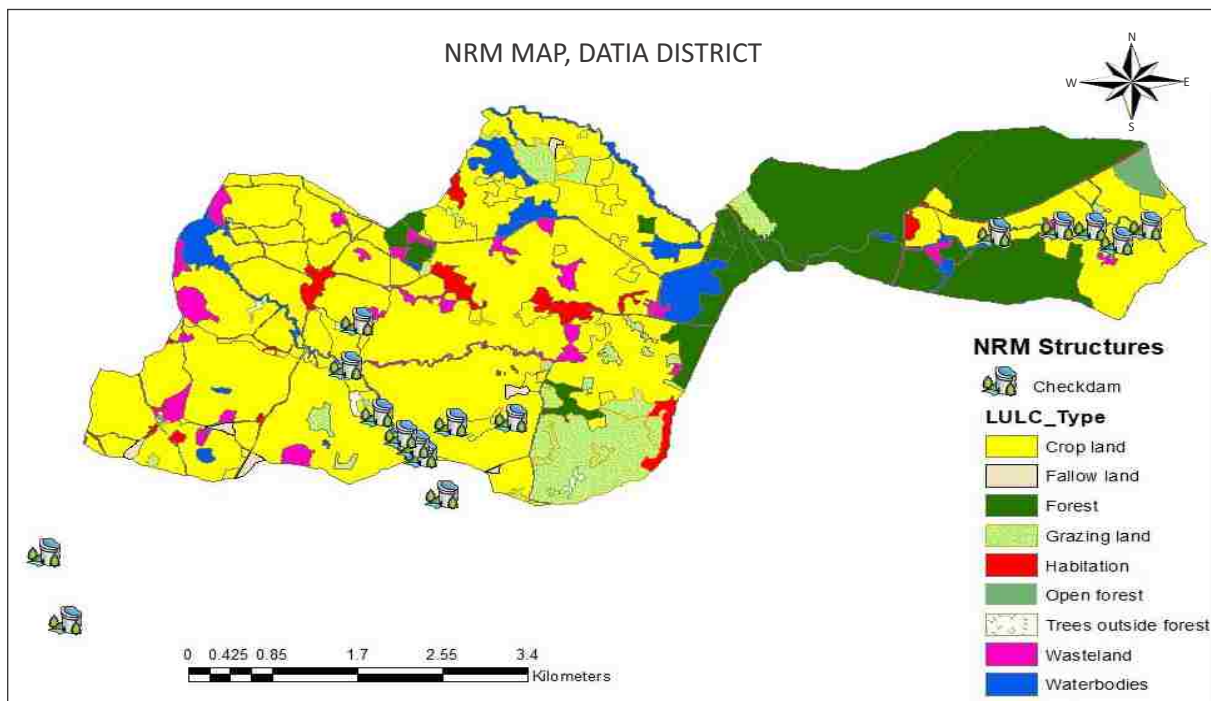 NRM MAP, DATIA DISTRICT
N
W E
S
NRM Structures
Checkdam
LULC_Type
Crop land
Fallow land
Forest
Grazing land
Habitation
Open forest
Trees outside forest
Wasteland
Waterbodies
0 0.425 0.85 1.7 2.55 3.4
Kilometers